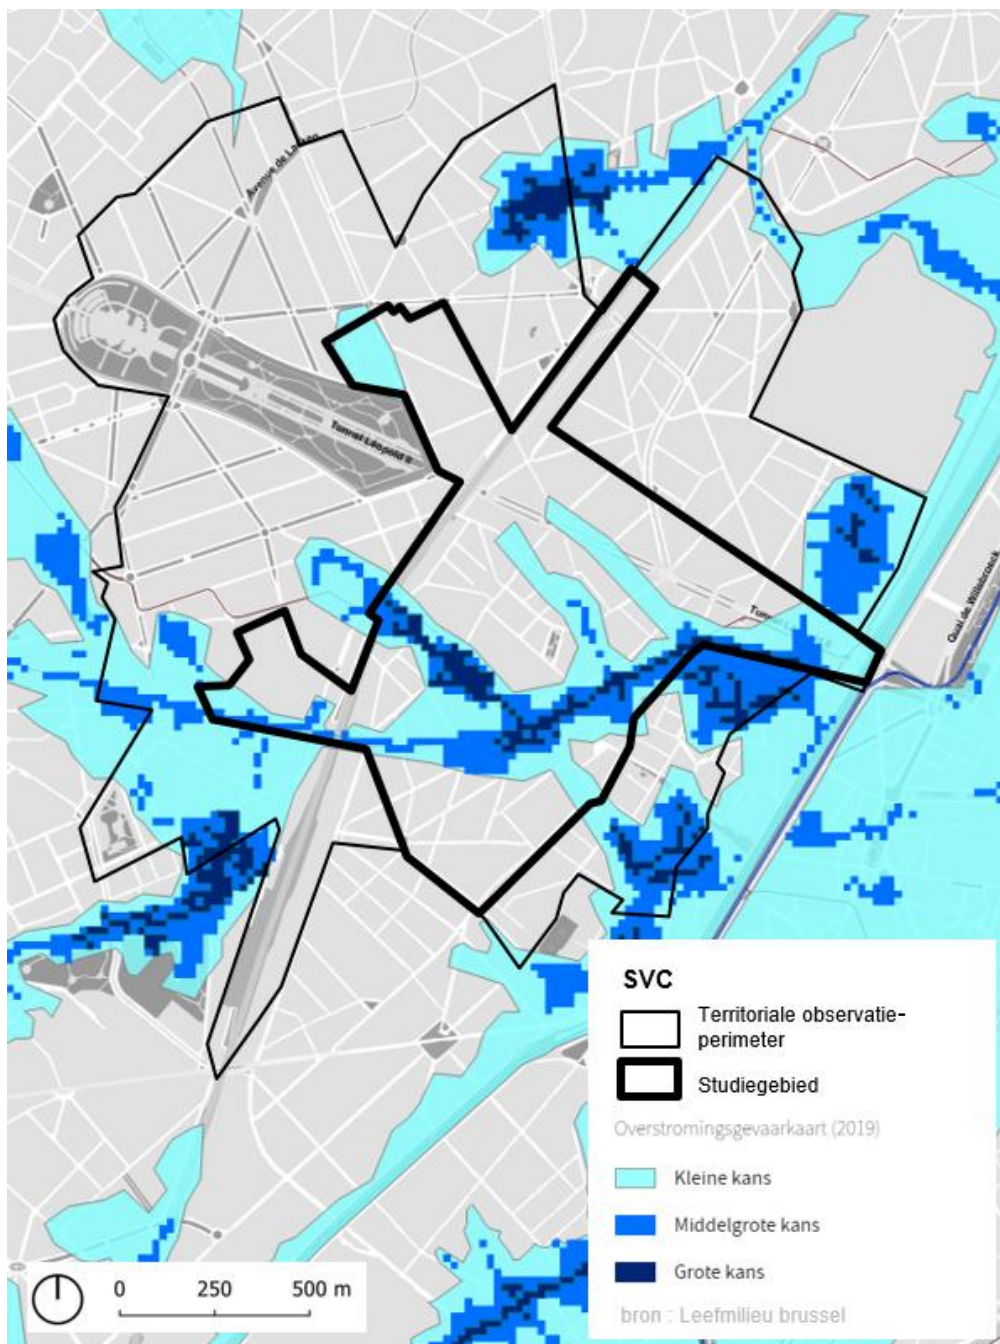 Avenue de Laeken
Tunnel Léopold II
Quai de Willebroeck
SVC
Territoriale observatie-
perimeter
Studiegebied
Overstromingsgevaarkaart (2019)
Kleine kans
Middelgrote kans
Grote kans
bron : Leefmilieu brussel
0 250 500 m